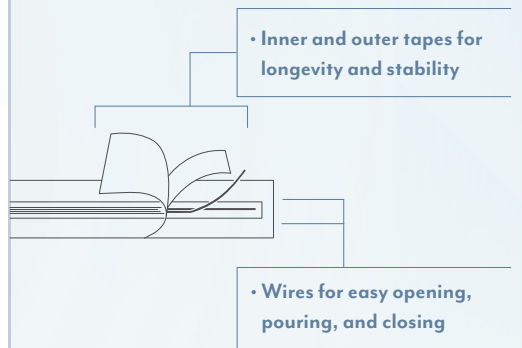 • Inner and outer tapes for
longevity and stability
• Wires for easy opening,
pouring, and closing